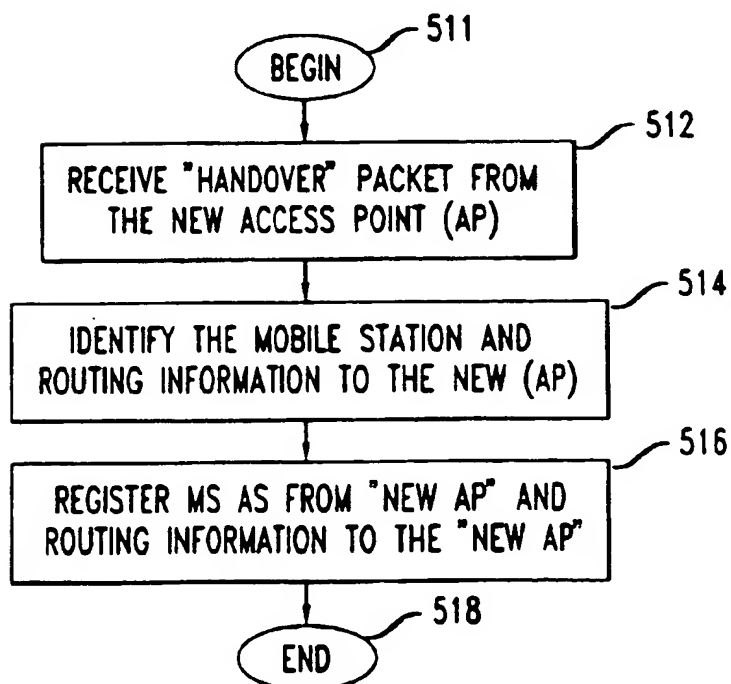 511
BEGIN
512
RECEIVE "HANDOVER" PACKET FROM
THE NEW ACCESS POINT (AP)
514
IDENTIFY THE MOBILE STATION AND
ROUTING INFORMATION TO THE NEW (AP)
516
REGISTER MS AS FROM "NEW AP" AND
ROUTING INFORMATION TO THE "NEW AP"
518
END